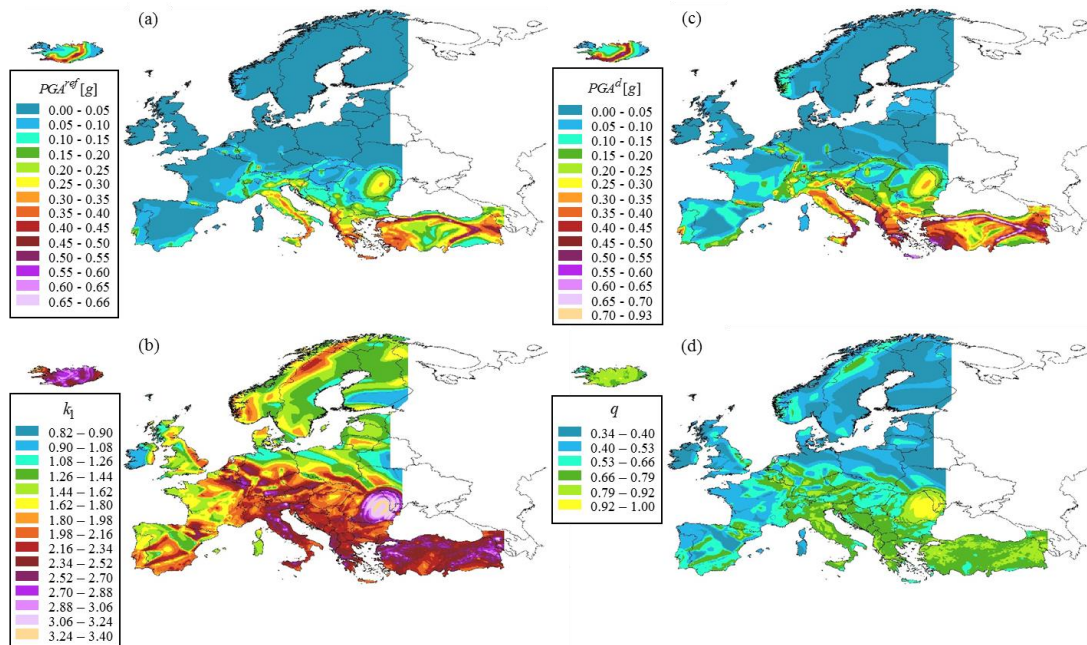 (a)
PGA^ref [g]
0.00 - 0.05
0.05 - 0.10
0.10 - 0.15
0.15 - 0.20
0.20 - 0.25
0.25 - 0.30
0.30 - 0.35
0.35 - 0.40
0.40 - 0.45
0.45 - 0.50
0.50 - 0.55
0.55 - 0.60
0.60 - 0.65
0.65 - 0.66
(c)
PGA^d [g]
0.00 - 0.05
0.05 - 0.10
0.10 - 0.15
0.15 - 0.20
0.20 - 0.25
0.25 - 0.30
0.30 - 0.35
0.35 - 0.40
0.40 - 0.45
0.45 - 0.50
0.50 - 0.55
0.55 - 0.60
0.60 - 0.65
0.65 - 0.70
0.70 - 0.93
(b)
k_1
0.82 – 0.90
0.90 – 1.08
1.08 – 1.26
1.26 – 1.44
1.44 – 1.62
1.62 – 1.80
1.80 – 1.98
1.98 – 2.16
2.16 – 2.34
2.34 – 2.52
2.52 – 2.70
2.70 – 2.88
2.88 – 3.06
3.06 – 3.24
3.24 – 3.40
(d)
q
0.34 – 0.40
0.40 – 0.53
0.53 – 0.66
0.66 – 0.79
0.79 – 0.92
0.92 – 1.00